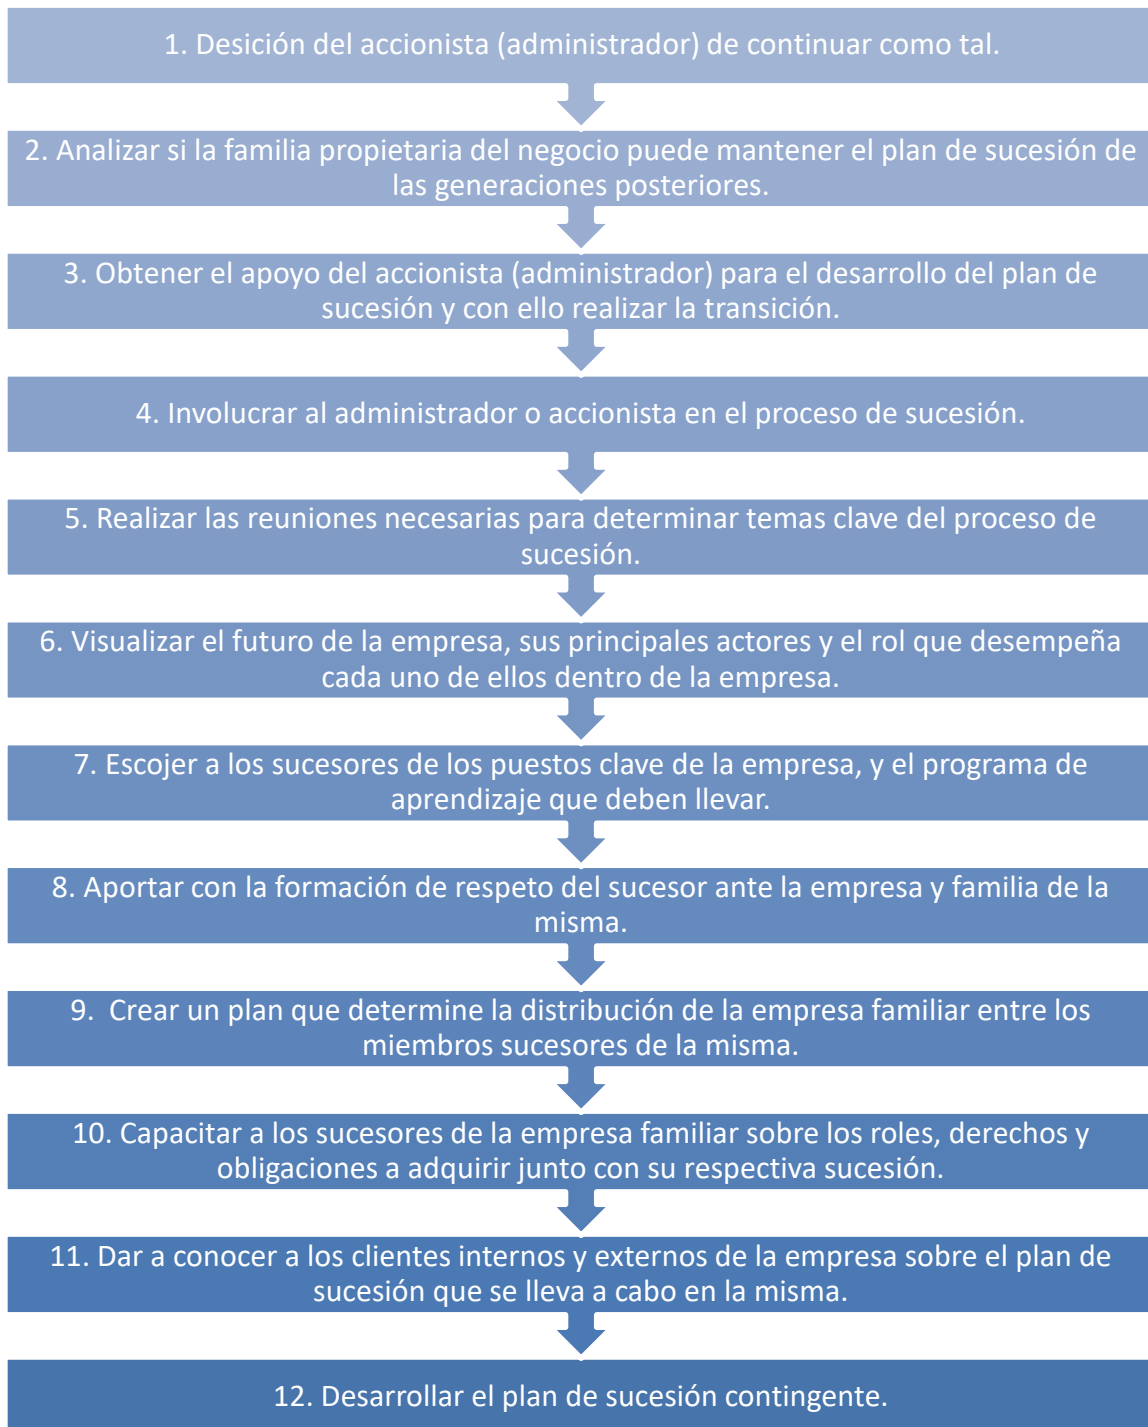 1. Desición del accionista (administrador) de continuar como tal.
2. Analizar si la familia propietaria del negocio puede mantener el plan de sucesión de
las generaciones posteriores.
3. Obtener el apoyo del accionista (administrador) para el desarrollo del plan de
sucesión y con ello realizar la transición.
4. Involucrar al administrador o accionista en el proceso de sucesión.
5. Realizar las reuniones necesarias para determinar temas clave del proceso de
sucesión.
6. Visualizar el futuro de la empresa, sus principales actores y el rol que desempeña
cada uno de ellos dentro de la empresa.
7. Escojer a los sucesores de los puestos clave de la empresa, y el programa de
aprendizaje que deben llevar.
8. Aportar con la formación de respeto del sucesor ante la empresa y familia de la
misma.
9.  Crear un plan que determine la distribución de la empresa familiar entre los
miembros sucesores de la misma.
10. Capacitar a los sucesores de la empresa familiar sobre los roles, derechos y
obligaciones a adquirir junto con su respectiva sucesión.
11. Dar a conocer a los clientes internos y externos de la empresa sobre el plan de
sucesión que se lleva a cabo en la misma.
12. Desarrollar el plan de sucesión contingente.